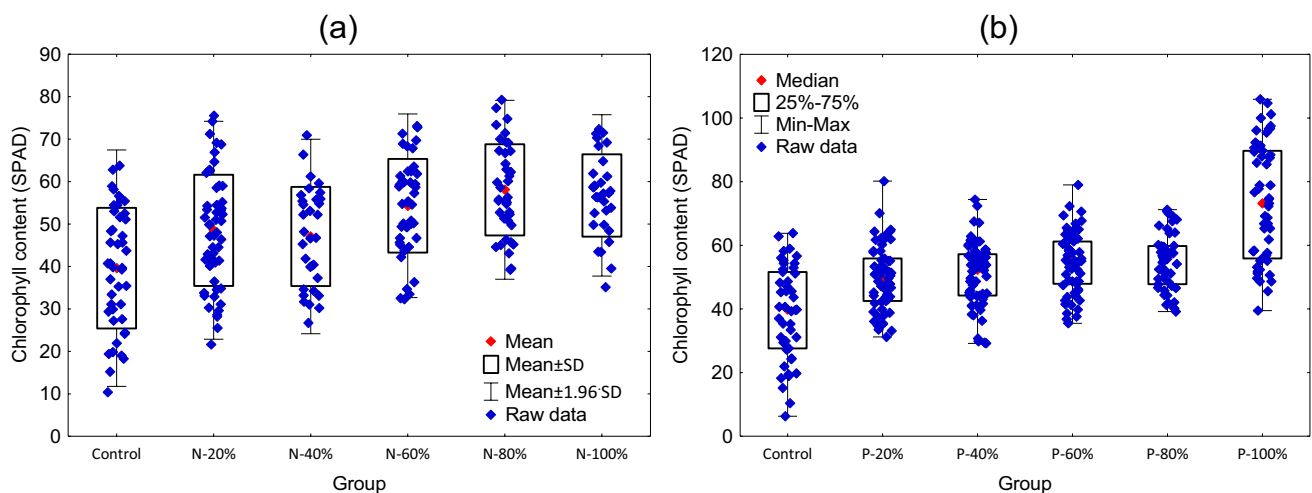 (a)
Chlorophyll content (SPAD)
90
80
70
60
50
40
30
20
10
0
Mean
Mean±SD
Mean±1.96·SD
Raw data
Control N-20% N-40% N-60% N-80% N-100%
Group
(b)
Chlorophyll content (SPAD)
120
100
80
60
40
20
0
Median
25%-75%
Min-Max
Raw data
Control P-20% P-40% P-60% P-80% P-100%
Group